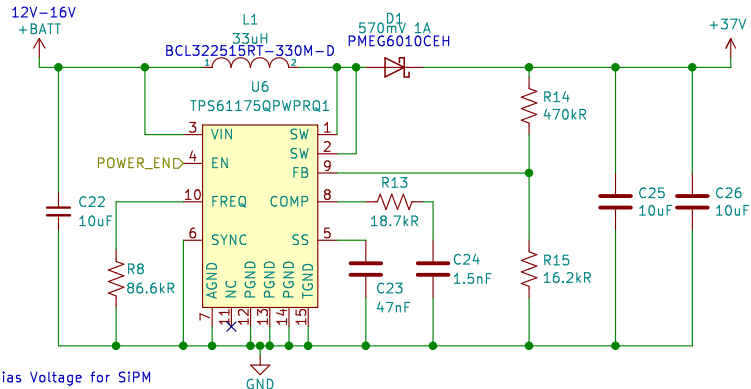 12V-16V
+BATT
L1
33uH
BCL322515RT-330M-D
1
2
D1
570mV 1A
PMEG6010CEH
+37V
U6
TPS61175QPWPRQ1
3
VIN
SW
1
POWER_EN
4
EN
SW
2
FB
9
10
FREQ
COMP
8
6
SYNC
SS
5
AGND
NC
PGND
PGND
PGND
TGND
7
11
12
13
14
15
R14
470kR
R13
18.7kR
C22
10uF
C25
10uF
C26
10uF
R8
86.6kR
C23
47nF
C24
1.5nF
R15
16.2kR
GND
ias Voltage for SiPM